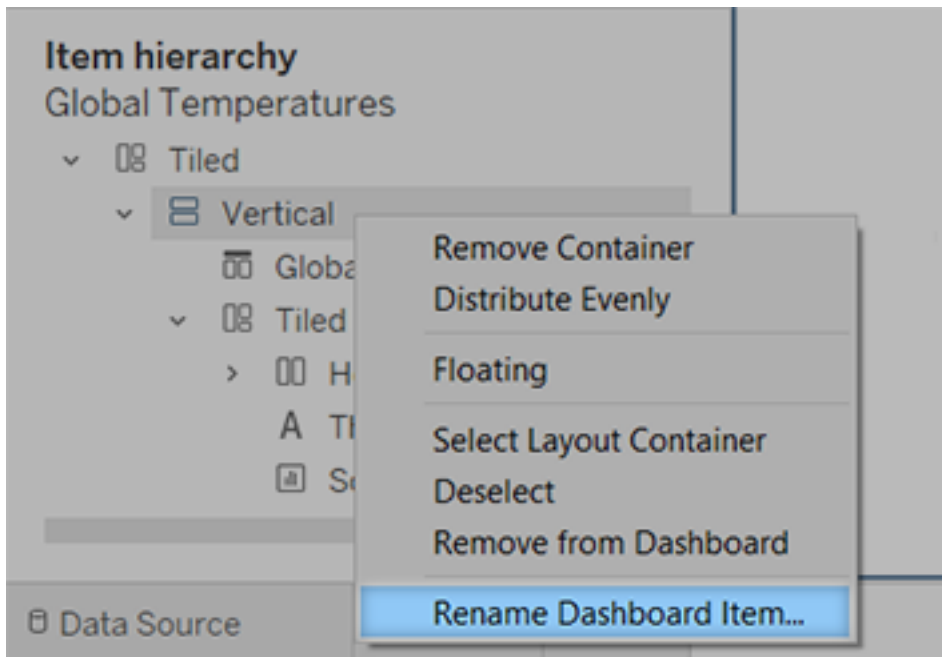 Item hierarchy
Global Temperatures
Tiled
Vertical
Tiled
A
Remove Container
Distribute Evenly
Floating
Select Layout Container
Deselect
Remove from Dashboard
Rename Dashboard Item...
Data Source